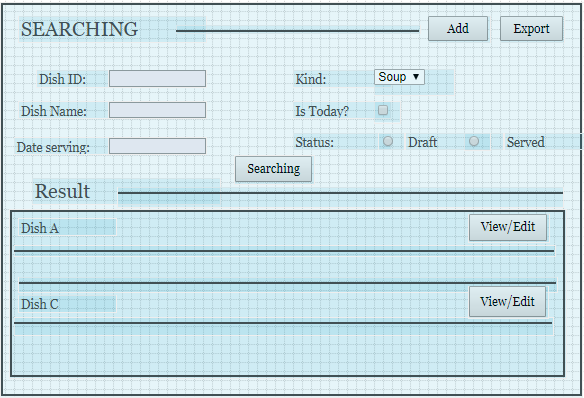 SEARCHING Add Export
Dish ID: Kind: Soup
Dish Name: Is Today?
Date serving: Status: Draft Served
Searching
Result
Dish A View/Edit
Dish C View/Edit